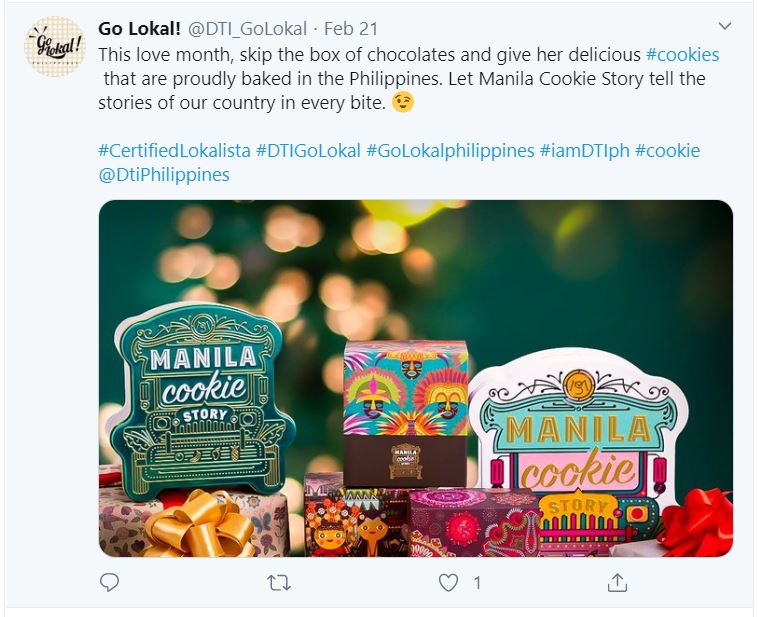 Go Lokal!
Go Lokal! @DTI_GoLokal · Feb 21
This love month, skip the box of chocolates and give her delicious #cookies
that are proudly baked in the Philippines. Let Manila Cookie Story tell the
stories of our country in every bite. 😉
#CertifiedLokalista #DTIGoLokal #GoLokalphilippines #iamDTIph #cookie
@DtiPhilippines
MANILA
cookie
STORY
MANILA
cookie
STORY
MANILA
cookie
STORY
1